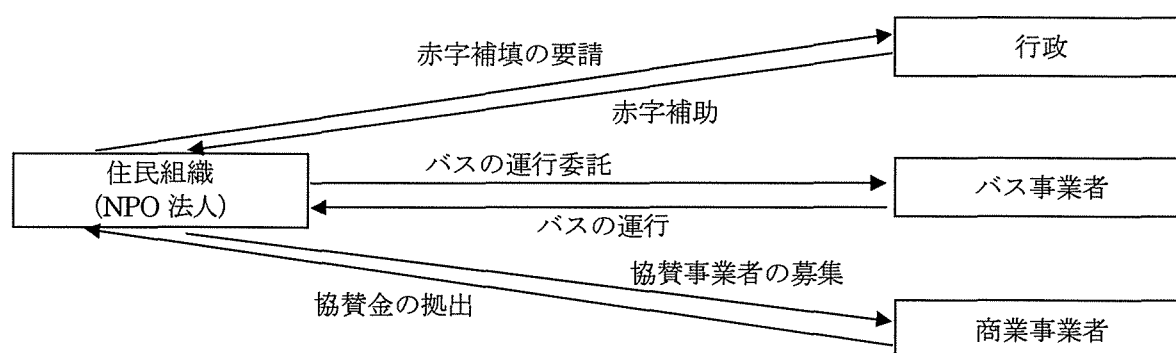 赤字補填の要請
行政
赤字補助
住民組織
(NPO 法人)
バスの運行委託
バス事業者
バスの運行
協賛事業者の募集
協賛金の拠出
商業事業者